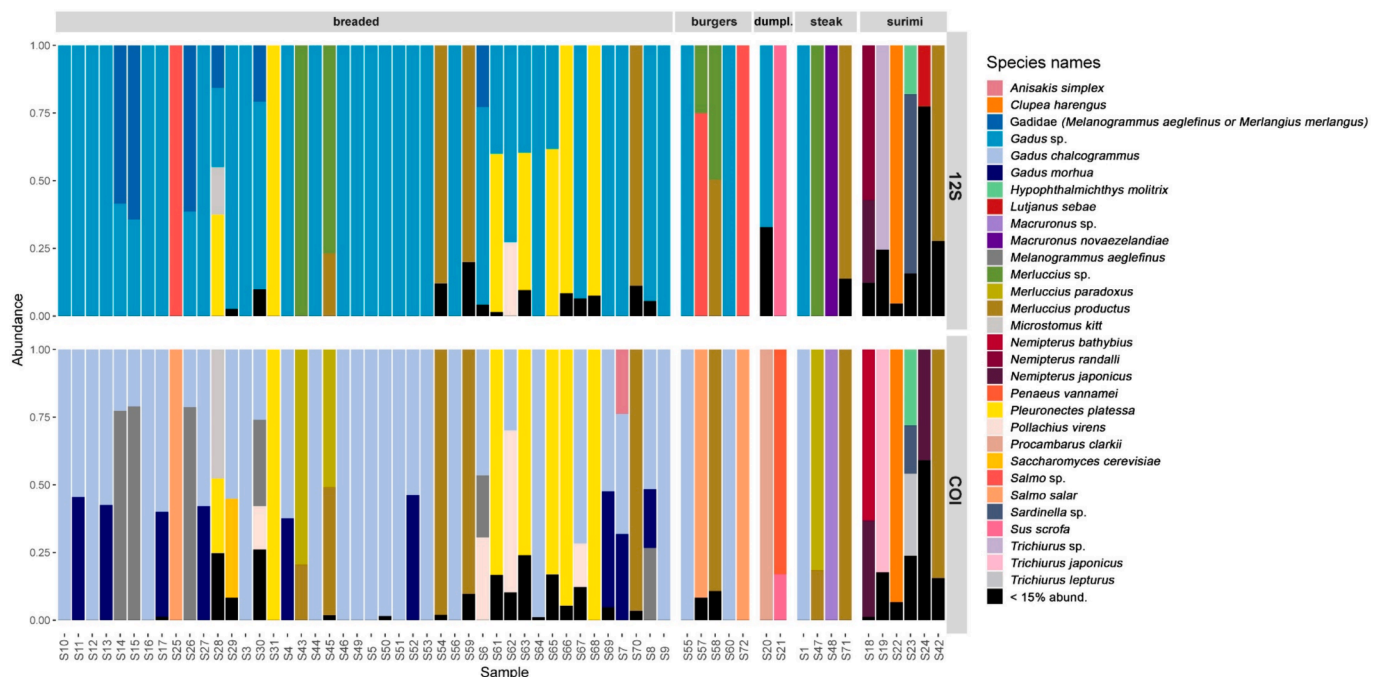 breaded burgers dumpl. steak surimi
1.00
0.75
0.50
0.25
0.00
12S
Abundance
1.00
0.75
0.50
0.25
0.00
COI
S10 S11 S12 S13 S14 S15 S16 S17 S25 S26 S27 S28 S29 S3 S30 S31 S4 S43 S44 S45 S46 S49 S5 S50 S51 S52 S53 S54 S56 S59 S6 S61 S62 S63 S64 S65 S66 S67 S68 S69 S7 S70 S8 S9 S55 S57 S58 S60 S72 S20 S21 S1 S47 S48 S71 S18 S19 S22 S23 S24 S42
Sample
Species names
Anisakis simplex
Clupea harengus
Gadidae (Melanogrammus aeglefinus or Merlangius merlangus)
Gadus sp.
Gadus chalcogrammus
Gadus morhua
Hypophthalmichthys molitrix
Lutjanus sebae
Macruronus sp.
Macruronus novaezelandiae
Melanogrammus aeglefinus
Merluccius sp.
Merluccius paradoxus
Merluccius productus
Microstomus kitt
Nemipterus bathybius
Nemipterus randalli
Nemipterus japonicus
Penaeus vannamei
Pleuronectes platessa
Pollachius virens
Procambarus clarkii
Saccharomyces cerevisiae
Salmo sp.
Salmo salar
Sardinella sp.
Sus scrofa
Trichiurus sp.
Trichiurus japonicus
Trichiurus lepturus
< 15% abund.